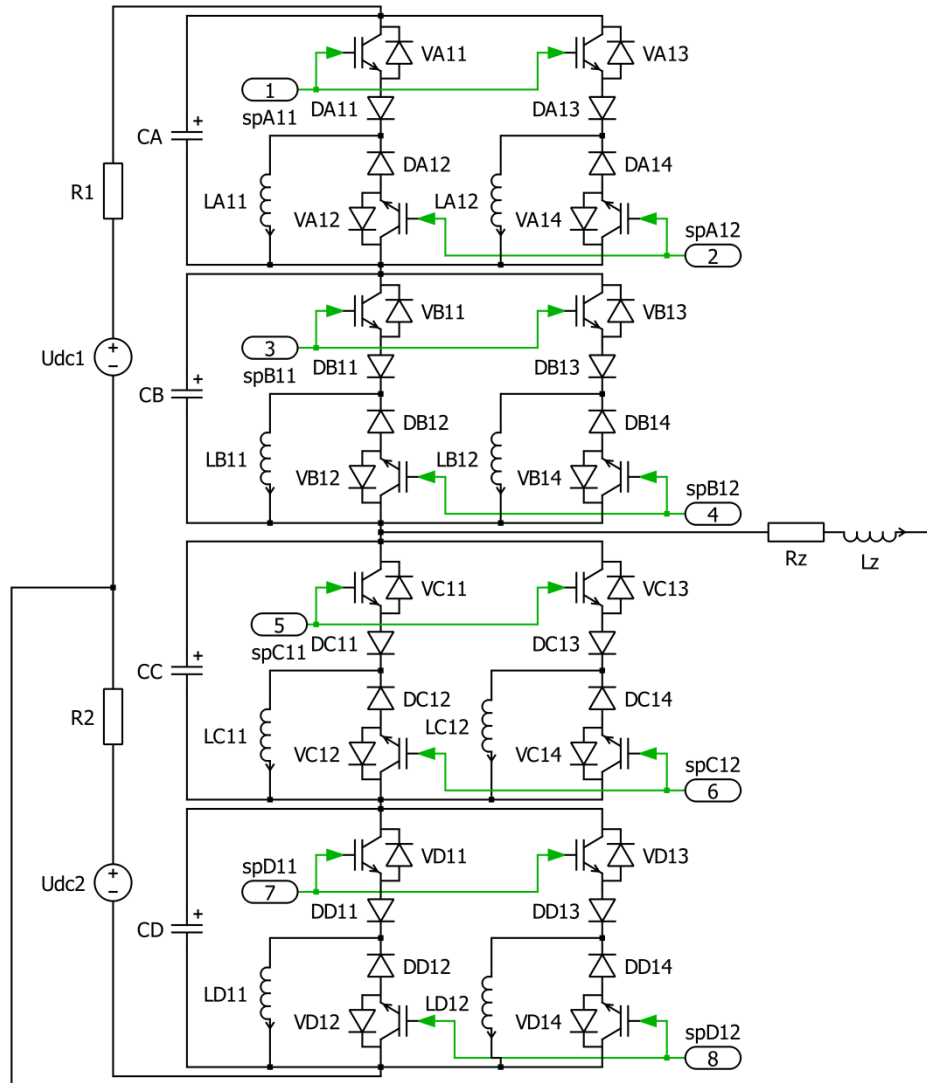 VA11
VA13
1
spA11
DA11
DA13
CA
+
R1
DA12
DA14
LA11
LA12
VA12
VA14
spA12
2
VB11
VB13
3
spB11
DB11
DB13
Udc1
+
−
CB
+
DB12
DB14
LB11
LB12
VB12
VB14
spB12
4
Rz
Lz
VC11
VC13
5
spC11
DC11
DC13
CC
+
R2
DC12
DC14
LC11
LC12
VC12
VC14
spC12
6
VD11
VD13
spD11
7
DD11
DD13
Udc2
+
−
CD
+
DD12
DD14
LD11
LD12
VD12
VD14
spD12
8